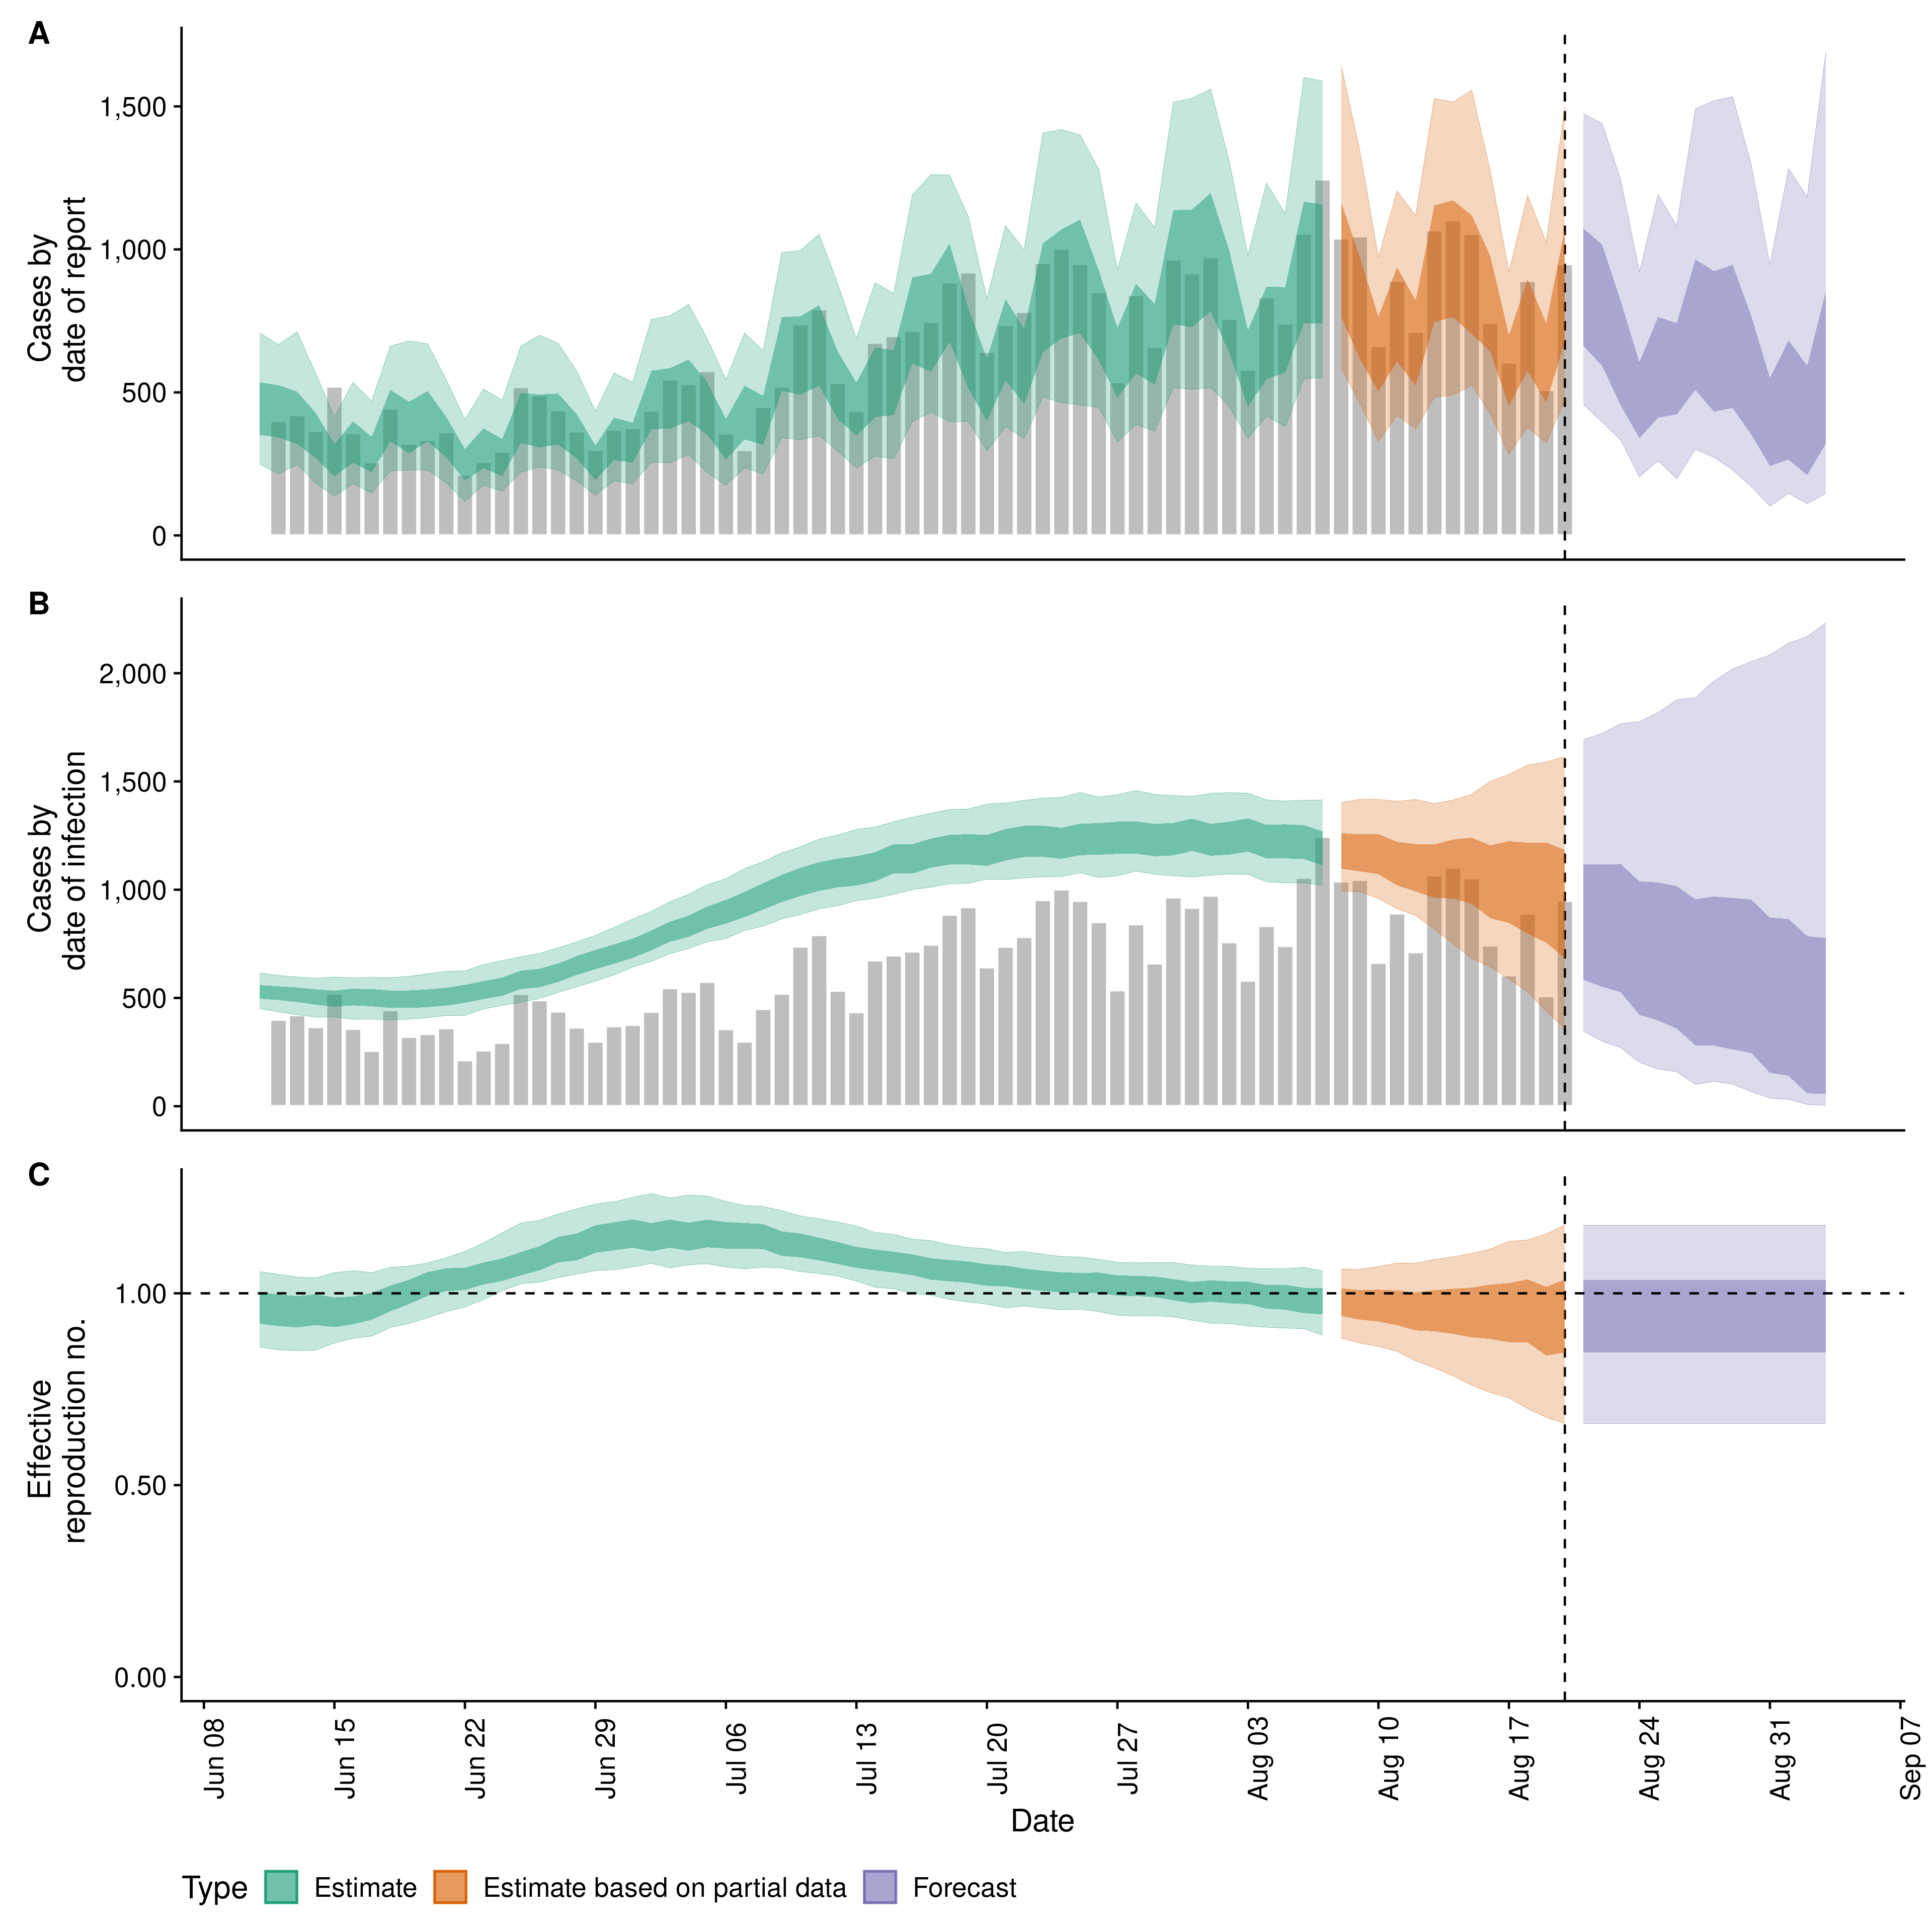 A
Cases by
date of report
1,500
1,000
500
0
B
Cases by
date of infection
2,000
1,500
1,000
500
0
C
Effective
reproduction no.
1.00
0.50
0.00
Jun 08
Jun 15
Jun 22
Jun 29
Jul 06
Jul 13
Jul 20
Jul 27
Aug 03
Aug 10
Aug 17
Aug 24
Aug 31
Sep 07
Date
Type Estimate Estimate based on partial data Forecast